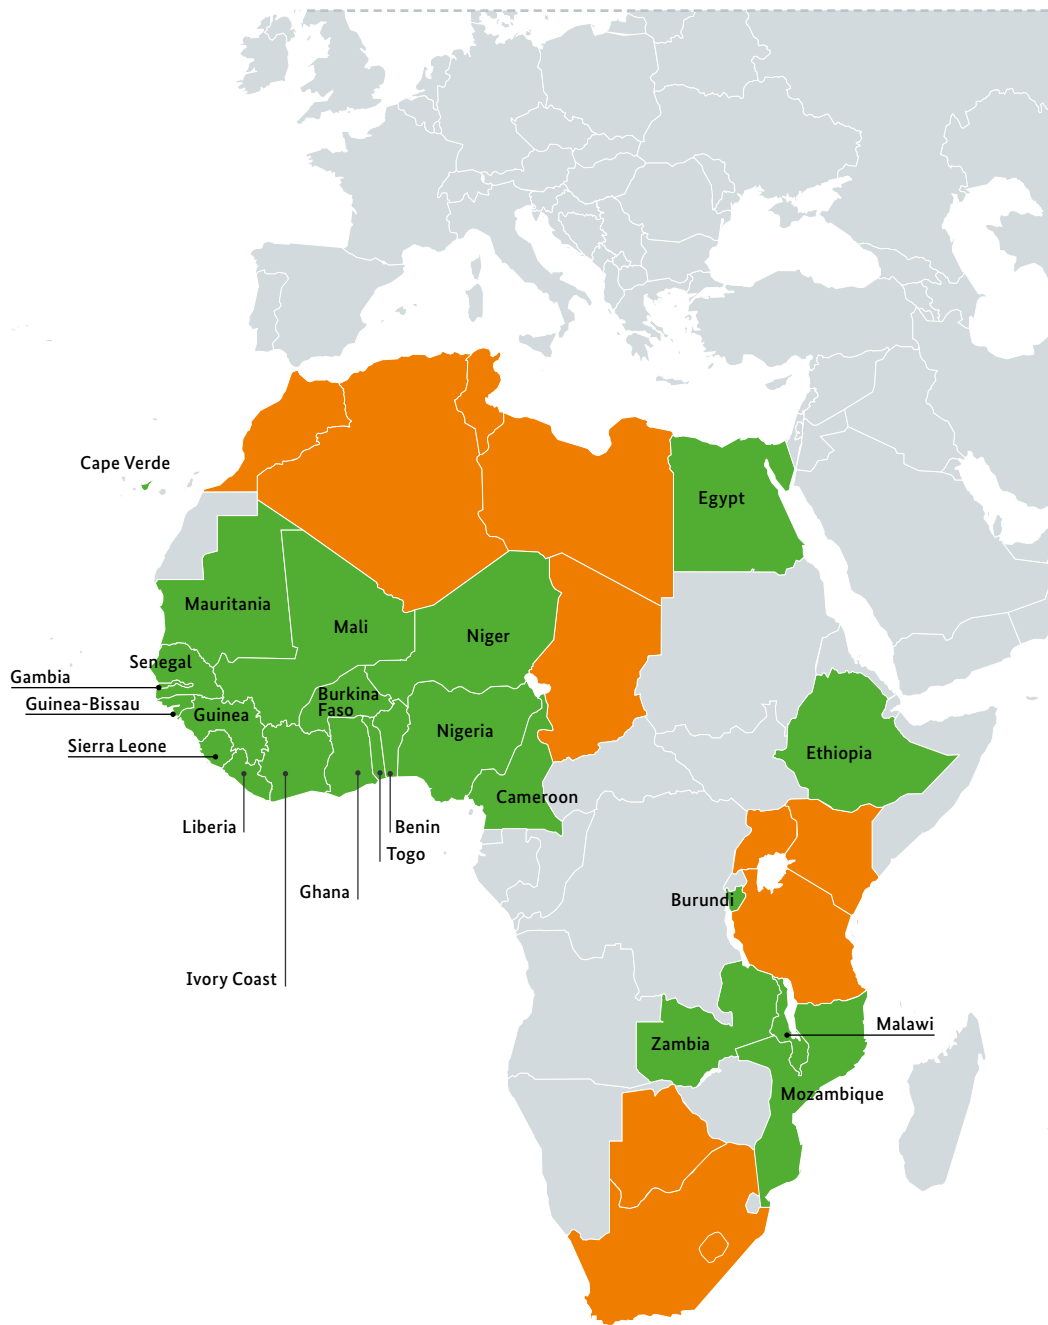 Cape Verde
Egypt
Mauritania
Mali
Niger
Senegal
Gambia
Burkina
Faso
Guinea-Bissau
Guinea
Nigeria
Sierra Leone
Ethiopia
Cameroon
Liberia
Benin
Togo
Ghana
Burundi
Ivory Coast
Malawi
Zambia
Mozambique